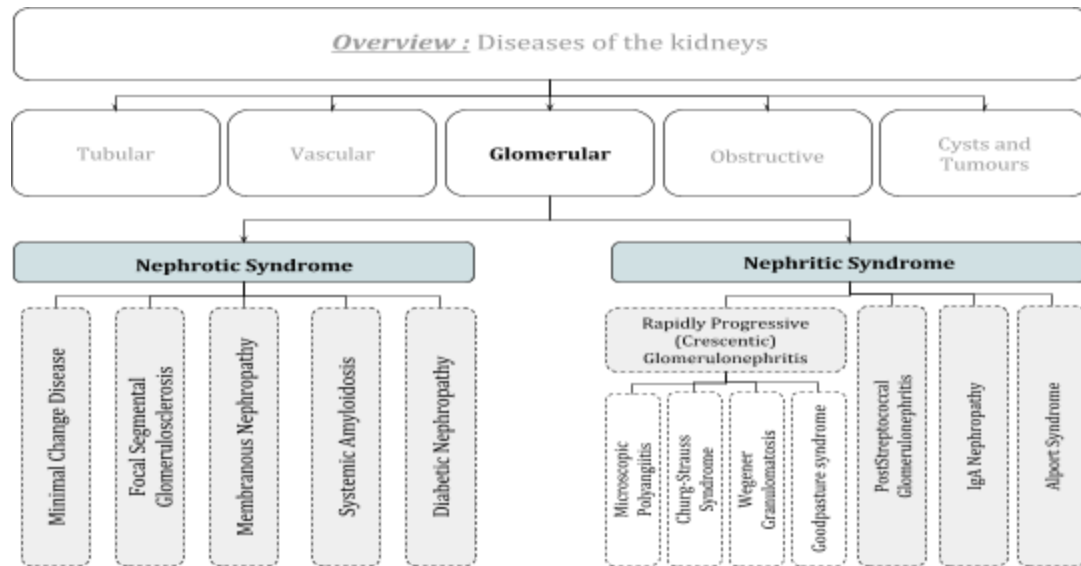 Overview : Diseases of the kidneys
Tubular
Vascular
Glomerular
Obstructive
Cysts and
Tumours
Nephrotic Syndrome
Nephritic Syndrome
Minimal Change Disease
Focal Segmental
Glomerulosclerosis
Membranous Nephropathy
Systemic Amyloidosis
Diabetic Nephropathy
Rapidly Progressive
(Crescentic)
Glomerulonephritis
Microscopic
Polyangiitis
Churg-Strauss
Syndrome
Wegener
Granulomatosis
Goodpasture syndrome
PostStreptococcal
Glomerulonephritis
IgA Nephropathy
Alport Syndrome